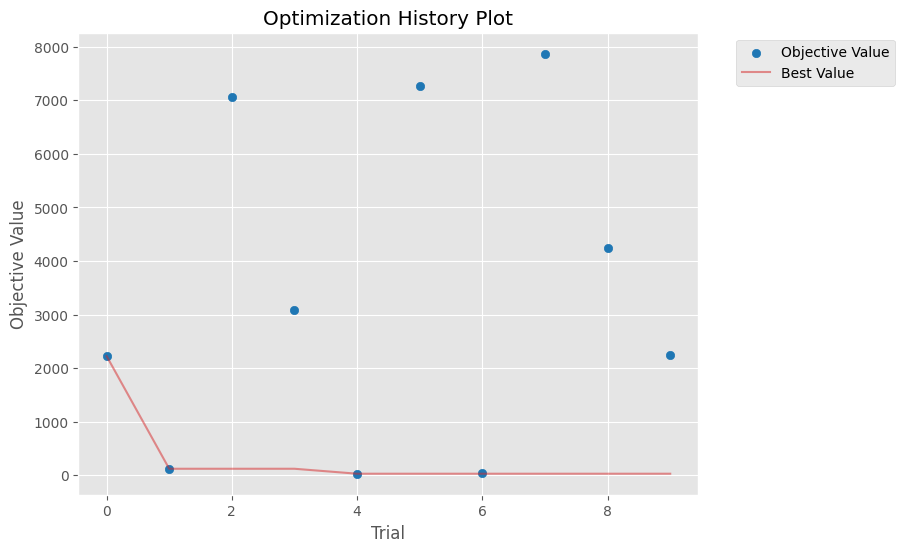 Optimization History Plot
Objective Value
Best Value
Objective Value
8000
7000
6000
5000
4000
3000
2000
1000
0
0 2 4 6 8
Trial